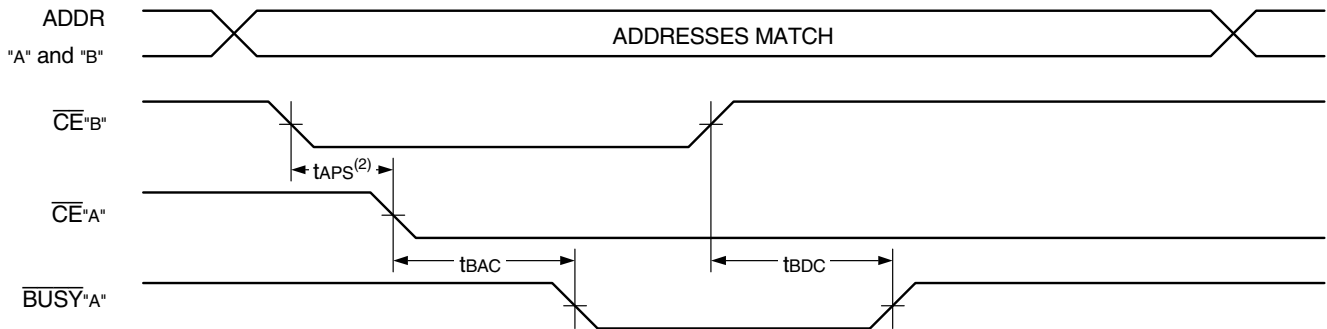 ADDR
"A" and "B"
ADDRESSES MATCH
CE"B"
tAPS(2)
CE"A"
tBAC
tBDC
BUSY"A"